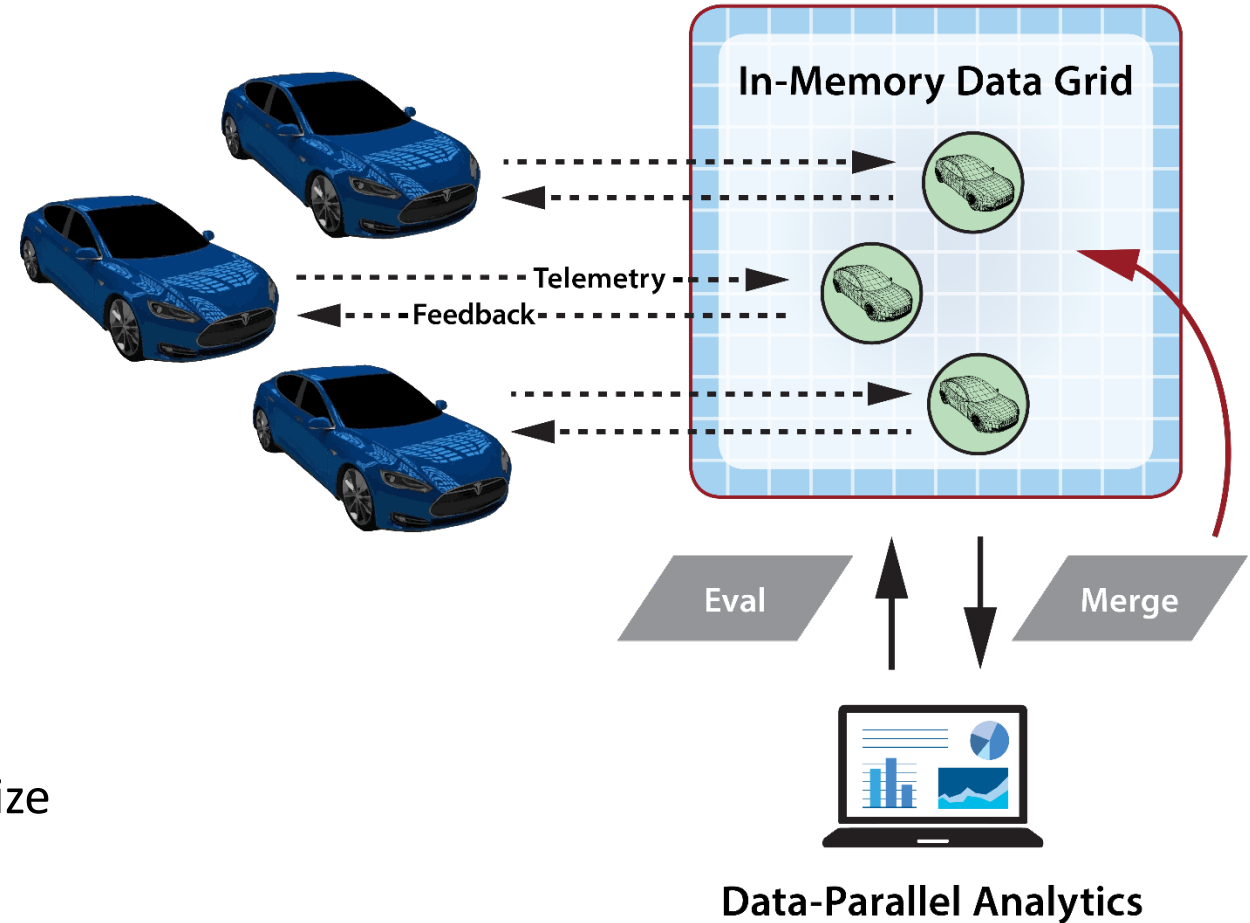 In-Memory Data Grid
Telemetry
Feedback
Eval
Merge
ize
Data-Parallel Analytics